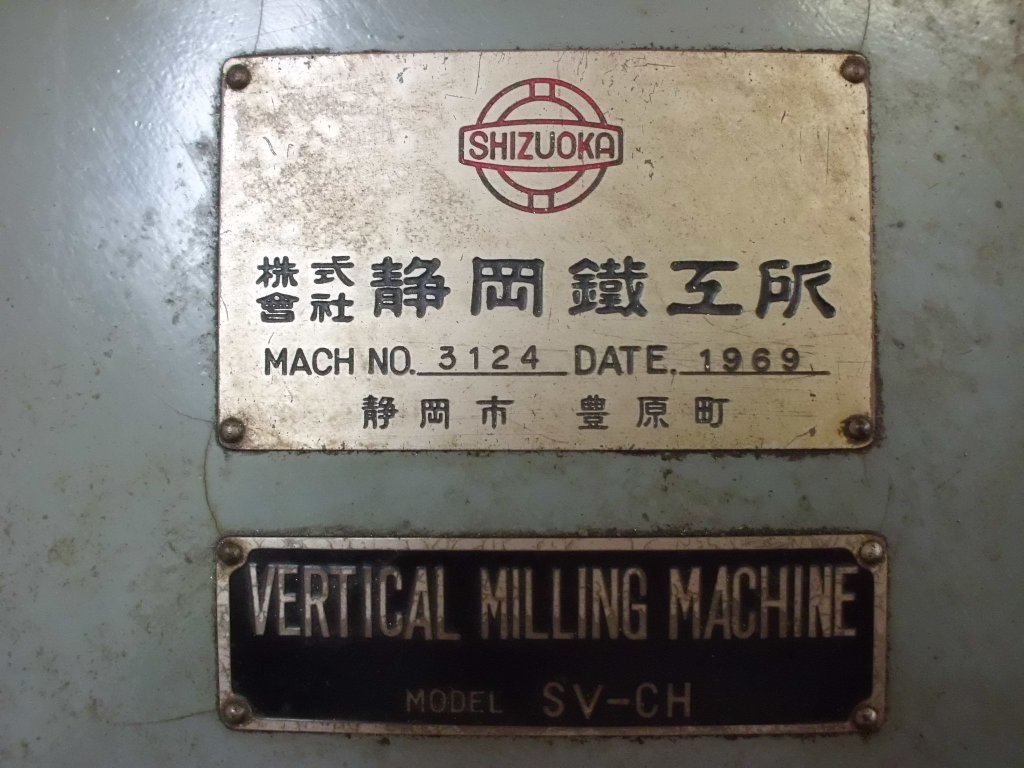 SHIZUOKA
株式會社 静岡鐵工所
MACH NO. 3124 DATE. 1969
静岡市 豊原町
VERTICAL MILLING MACHINE
MODEL SV-CH